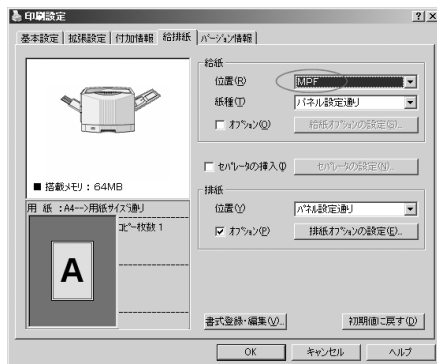 印刷設定
基本設定 拡張設定 付加情報 給排紙 バージョン情報
■ 搭載メモリ：64MB
用 紙 ：A4-->用紙サイズ通り
コピー枚数 1
A
給紙
位置(R) MPF
紙種(T) パネル設定通り
オプション(O) 給紙オプションの設定(S)...
セパレータの挿入(I) セパレータの設定(N)...
排紙
位置(Y) パネル設定通り
オプション(P) 排紙オプションの設定(E)...
書式登録・編集(V)... 初期値に戻す(D)
OK キャンセル ヘルプ